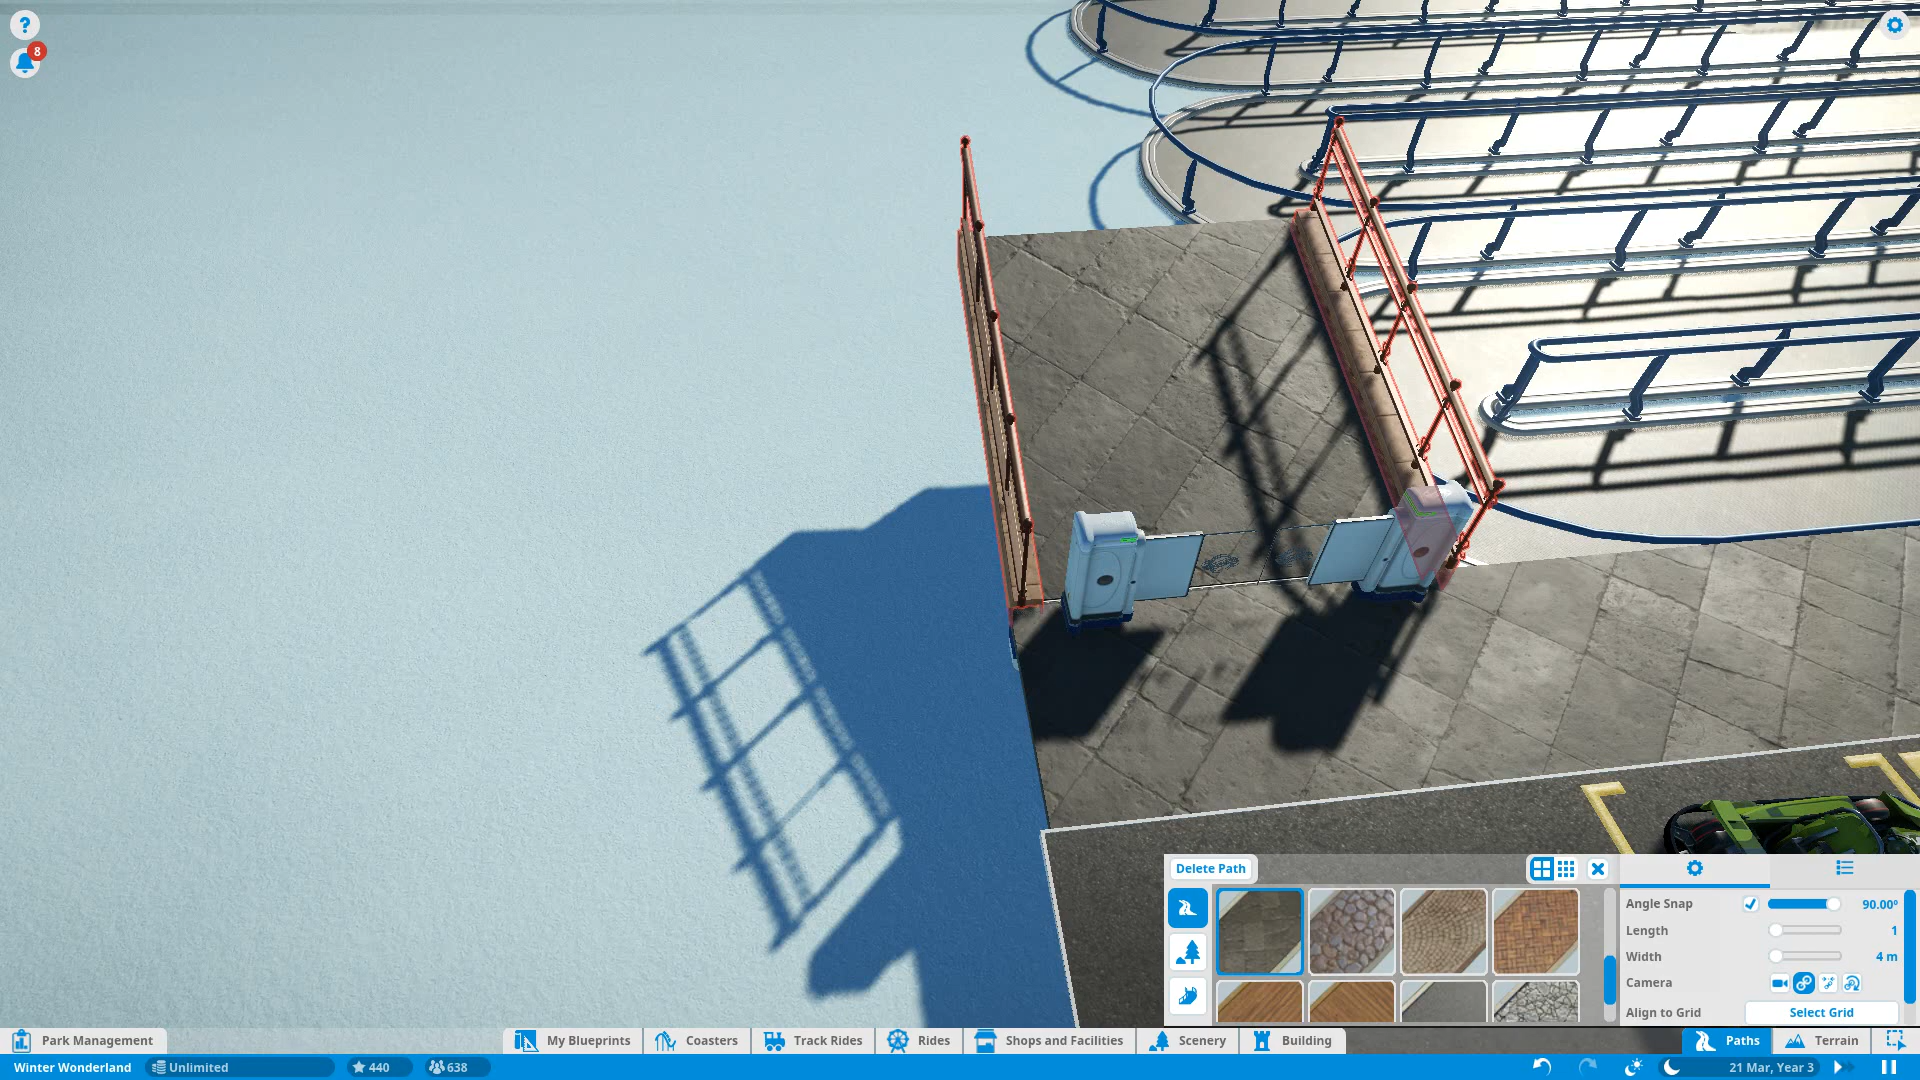 ?
8
Delete Path
Angle Snap 90.00°
Length 1
Width 4 m
Camera
Align to Grid Select Grid
Park Management My Blueprints Coasters Track Rides Rides Shops and Facilities Scenery Building Paths Terrain
Winter Wonderland Unlimited 440 638 21 Mar, Year 3